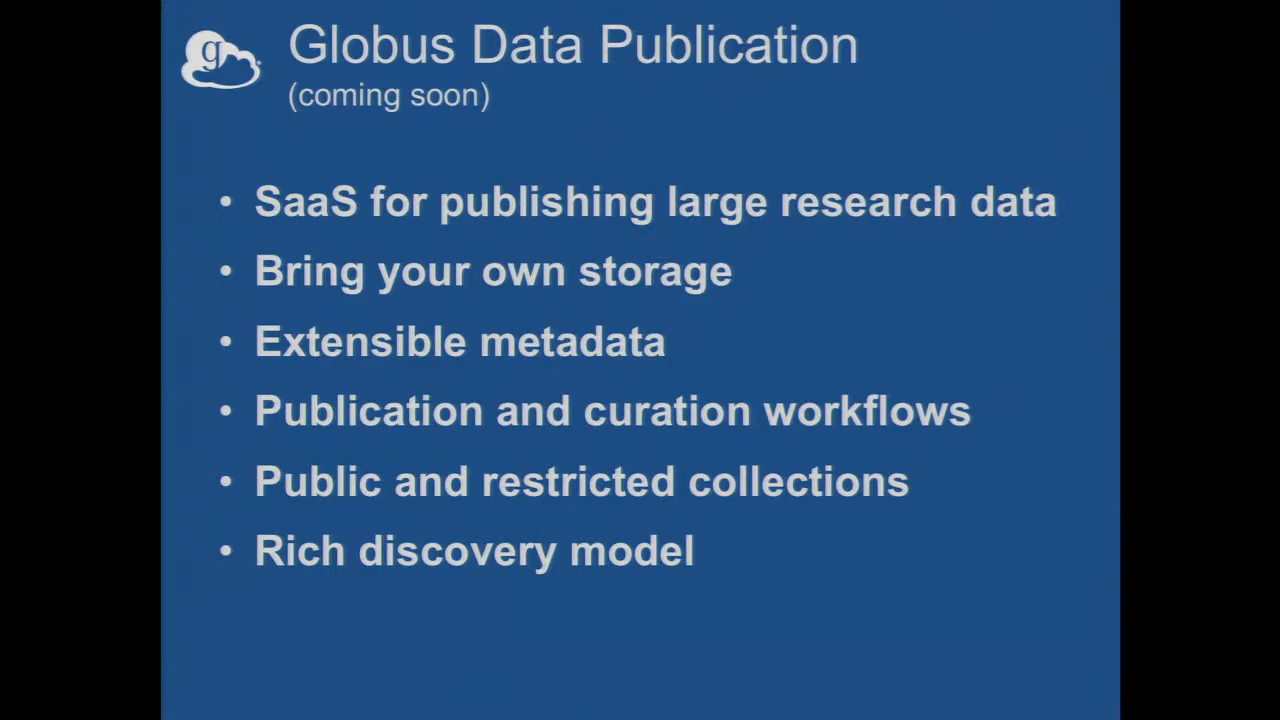 g
Globus Data Publication
(coming soon)
• SaaS for publishing large research data
• Bring your own storage
• Extensible metadata
• Publication and curation workflows
• Public and restricted collections
• Rich discovery model